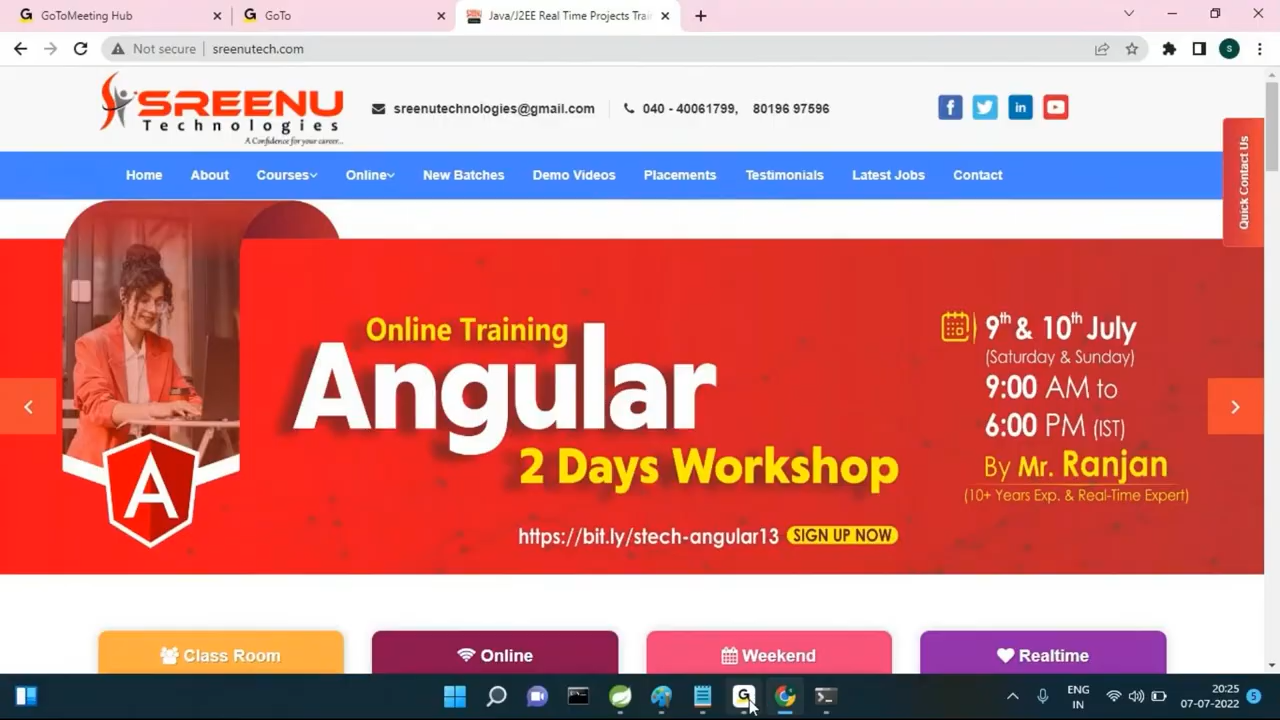 GoToMeeting Hub
GoTo
Java/J2EE Real Time Projects Trai
Not secure
sreenutech.com
S
SREENU
Technologies
A Confidence for your career...
sreenutechnologies@gmail.com
040 - 40061799, 80196 97596
Home About Courses Online New Batches Demo Videos Placements Testimonials Latest Jobs Contact
Quick Contact Us
Online Training
Angular
2 Days Workshop
https://bit.ly/stech-angular13 SIGN UP NOW
9th & 10th July
(Saturday & Sunday)
9:00 AM to
6:00 PM (IST)
By Mr. Ranjan
(10+ Years Exp. & Real-Time Expert)
Class Room
Online
Weekend
Realtime
ENG
IN
20:25
07-07-2022
5